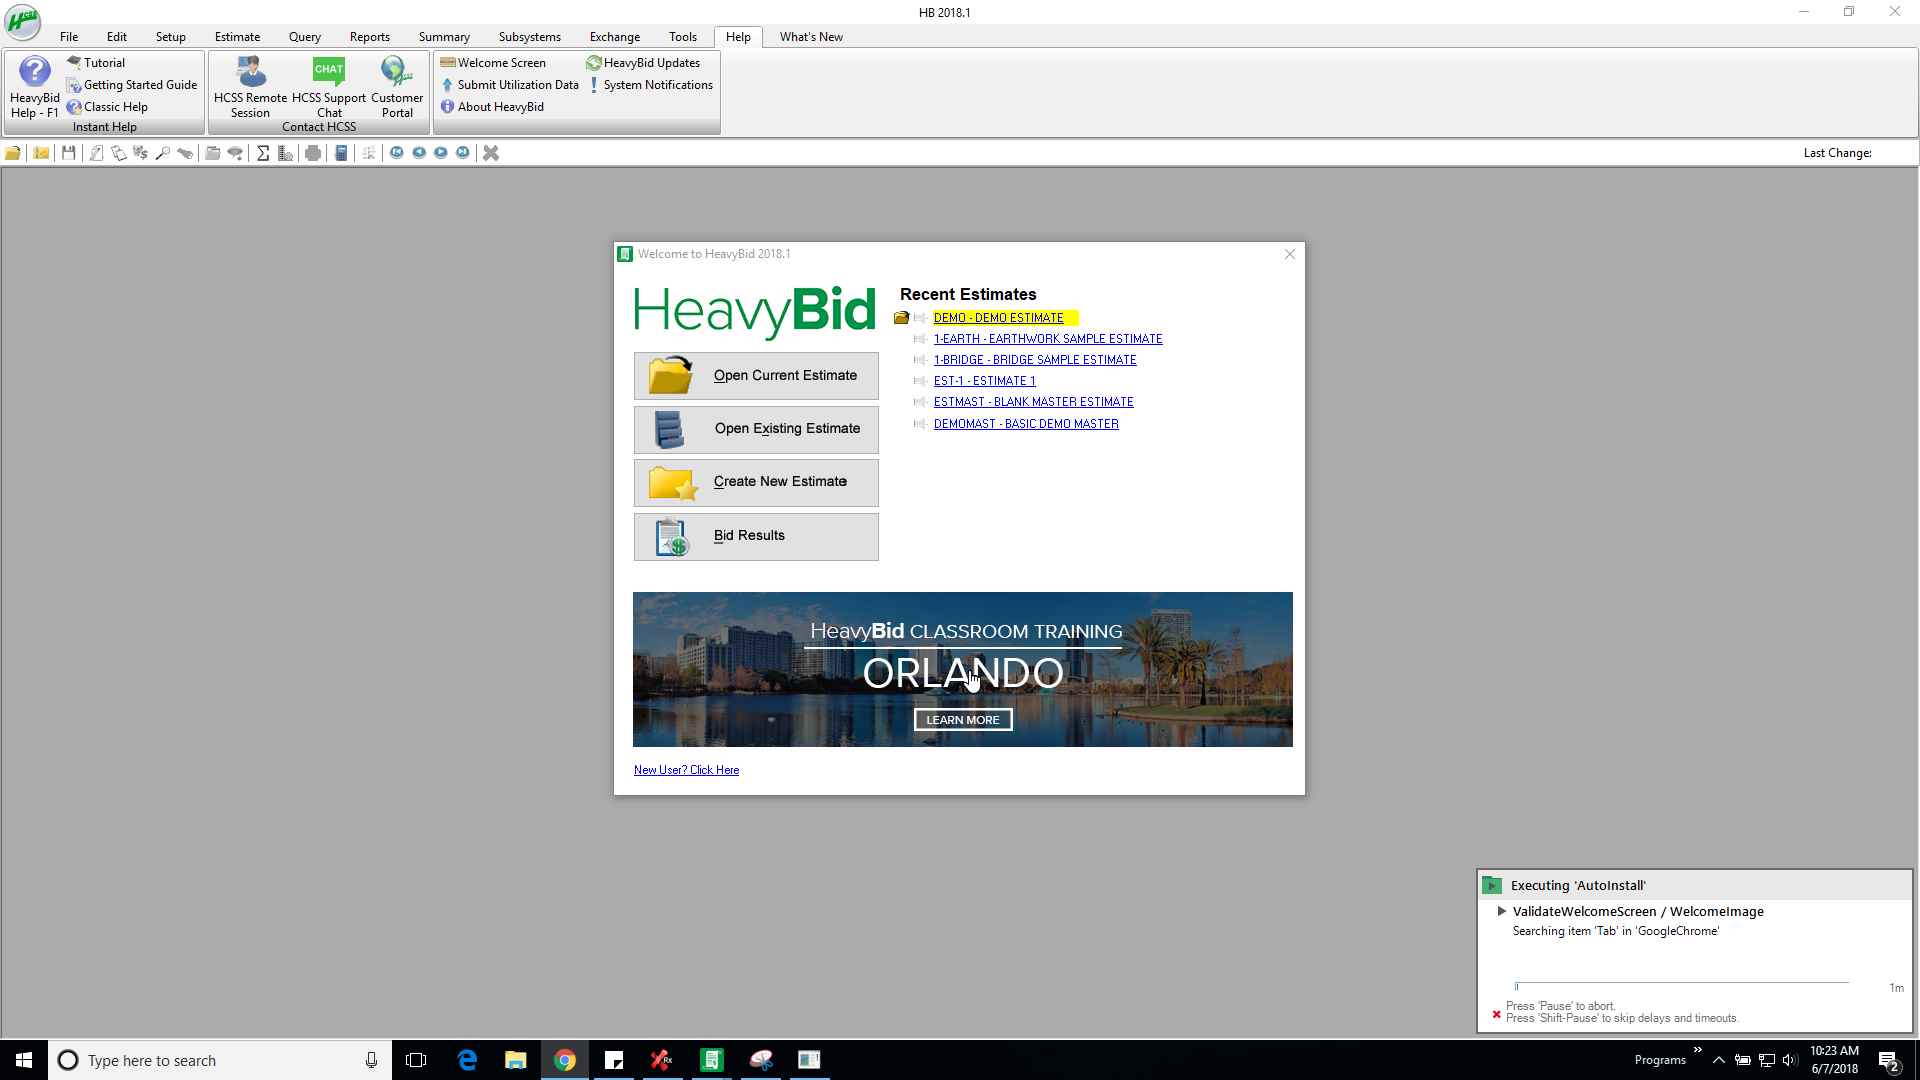 HB 2018.1
HCSS
File Edit Setup Estimate Query Reports Summary Subsystems Exchange Tools Help What's New
HeavyBid
Help - F1
Tutorial
Getting Started Guide
Classic Help
Instant Help
HCSS Remote
Session
CHAT
HCSS Support
Chat
Customer
Portal
Contact HCSS
Welcome Screen
Submit Utilization Data
About HeavyBid
HeavyBid Updates
System Notifications
Last Change:
Welcome to HeavyBid 2018.1
HeavyBid
Open Current Estimate
Open Existing Estimate
Create New Estimate
Bid Results
Recent Estimates
DEMO - DEMO ESTIMATE
1-EARTH - EARTHWORK SAMPLE ESTIMATE
1-BRIDGE - BRIDGE SAMPLE ESTIMATE
EST-1 - ESTIMATE 1
ESTMAST - BLANK MASTER ESTIMATE
DEMOMAST - BASIC DEMO MASTER
HeavyBid CLASSROOM TRAINING
ORLANDO
LEARN MORE
New User? Click Here
Executing 'AutoInstall'
ValidateWelcomeScreen / WelcomeImage
Searching item 'Tab' in 'GoogleChrome'
1m
Press 'Pause' to abort.
Press 'Shift-Pause' to skip delays and timeouts.
Type here to search
Programs
10:23 AM
6/7/2018
2